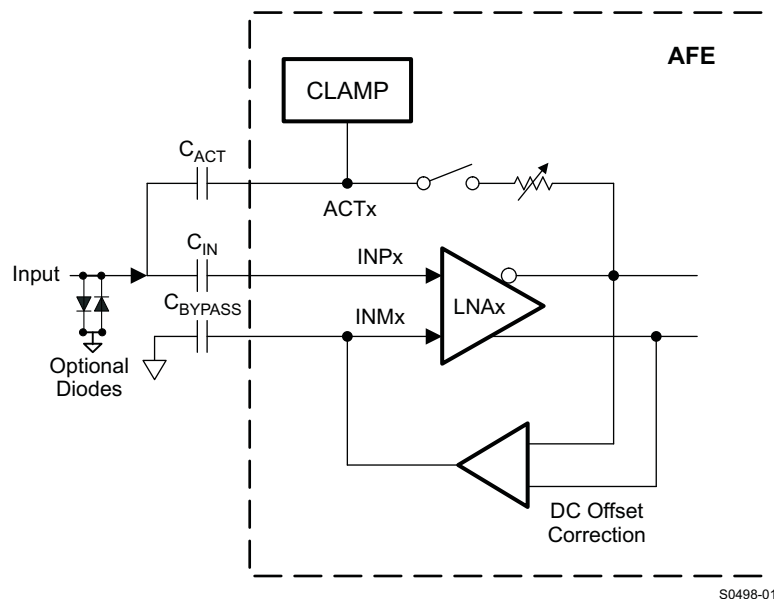 AFE
CLAMP
C_ACT
ACTx
C_IN
INPx
Input
C_BYPASS
INMx
LNAx
Optional
Diodes
DC Offset
Correction
S0498-01